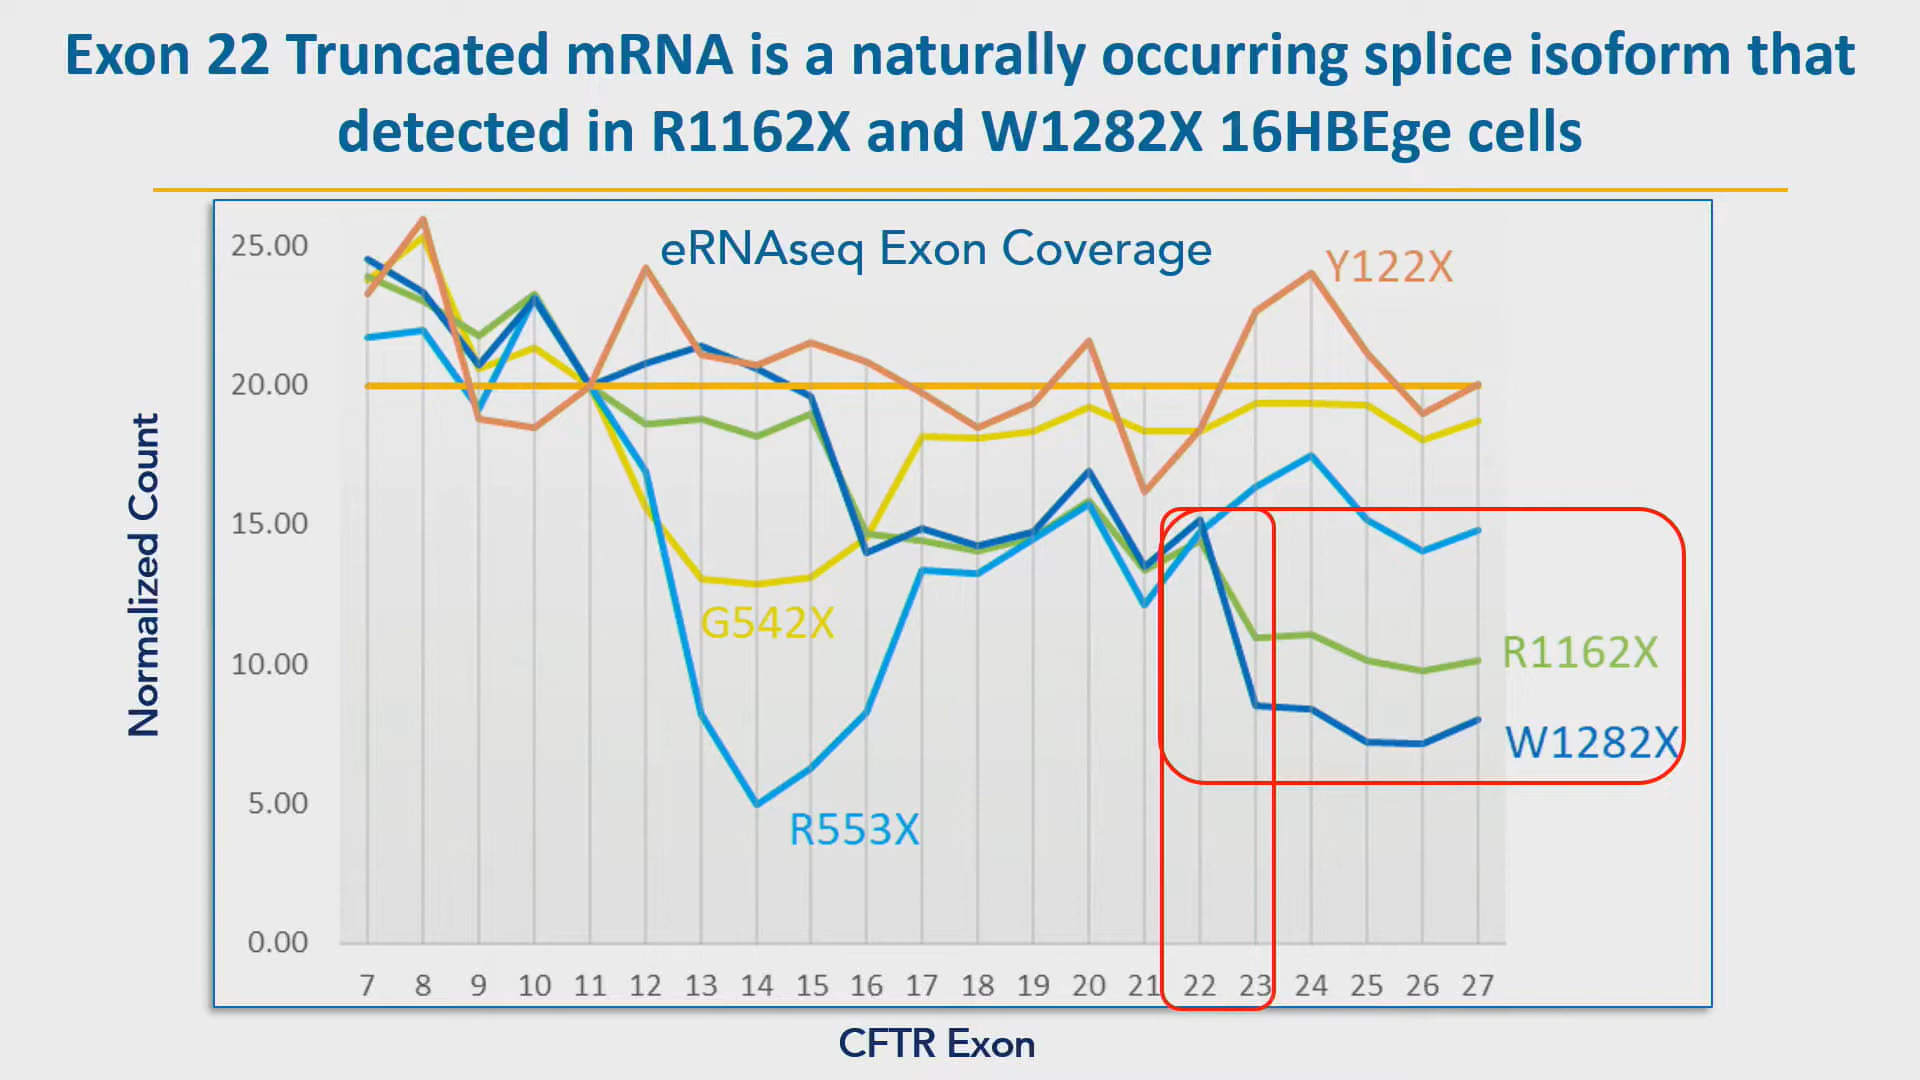 Exon 22 Truncated mRNA is a naturally occurring splice isoform that
detected in R1162X and W1282X 16HBEge cells
eRNAseq Exon Coverage
25.00
20.00
15.00
10.00
5.00
0.00
Normalized Count
Y122X
G542X
R553X
R1162X
W1282X
7 8 9 10 11 12 13 14 15 16 17 18 19 20 21 22 23 24 25 26 27
CFTR Exon